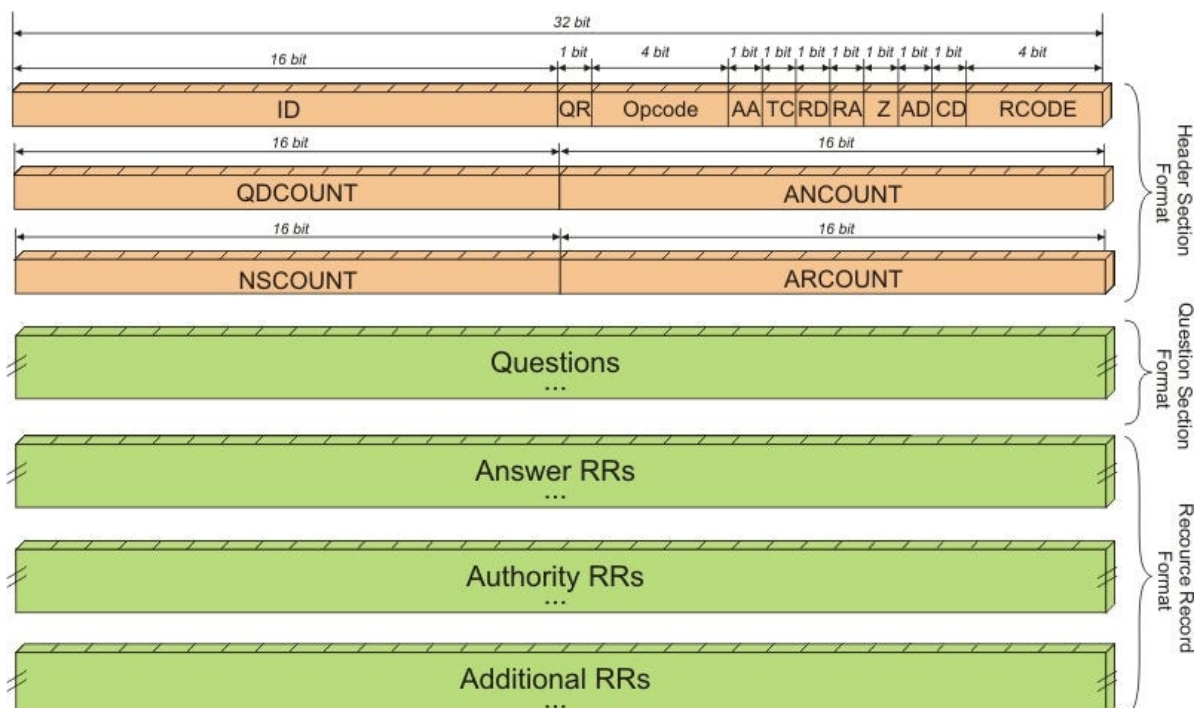 32 bit
16 bit 1 bit 4 bit 1 bit 1 bit 1 bit 1 bit 1 bit 1 bit 1 bit 4 bit
ID QR Opcode AA TC RD RA Z AD CD RCODE
16 bit 16 bit
QDCOUNT ANCOUNT
16 bit 16 bit
NSCOUNT ARCOUNT
Header Section
Format
Questions
...
Question Section
Format
Answer RRs
...
Authority RRs
...
Additional RRs
...
Recource Record
Format